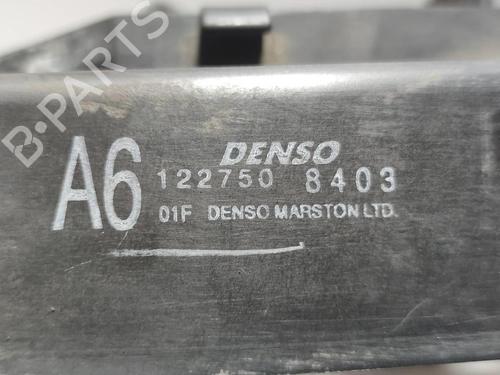 B-PARTS
A6
DENSO
122750 8403
01F DENSO MARSTON LTD.